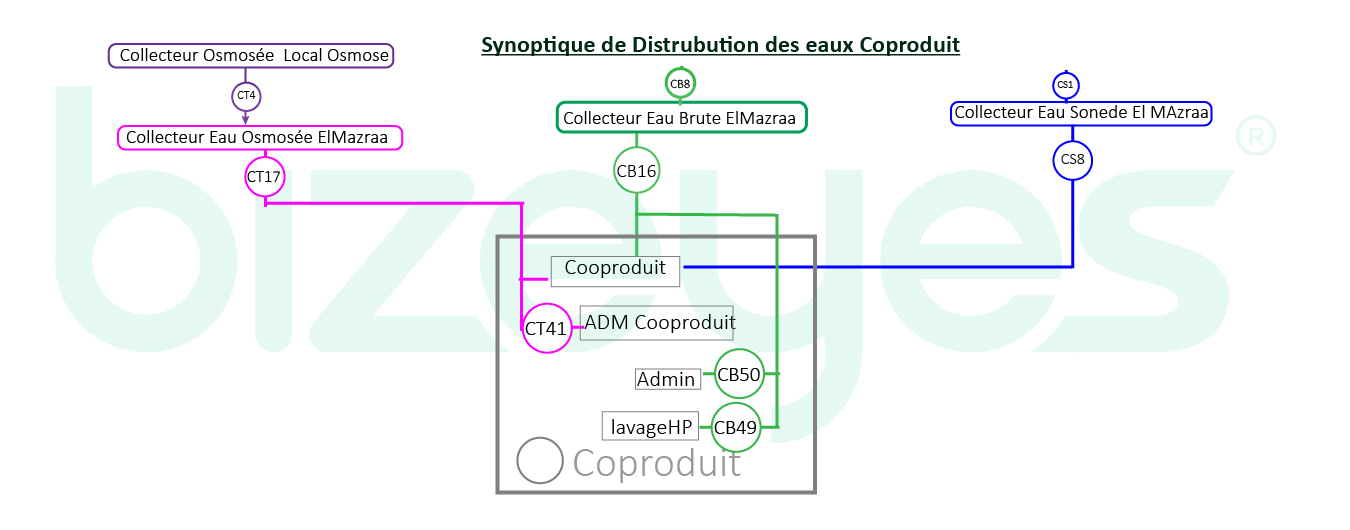 Synoptique de Distrubution des eaux Coproduit
Collecteur Osmosée Local Osmose
CT4
CB8
CS1
Collecteur Eau Osmosée ElMazraa
Collecteur Eau Brute ElMazraa
Collecteur Eau Sonede El MAzraa
CT17
CB16
CS8
Cooproduit
CT41
ADM Cooproduit
Admin
CB50
lavageHP
CB49
Coproduit
bizeyes®